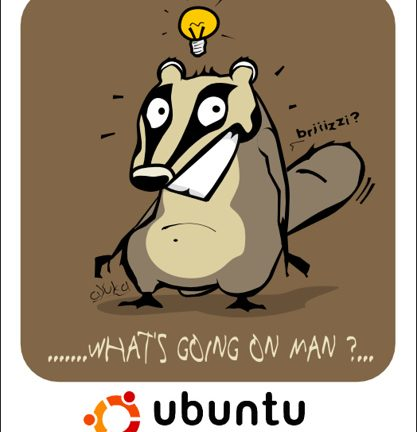 briiizzi?
.......WHAT'S GOING ON MAN ?...
ubuntu